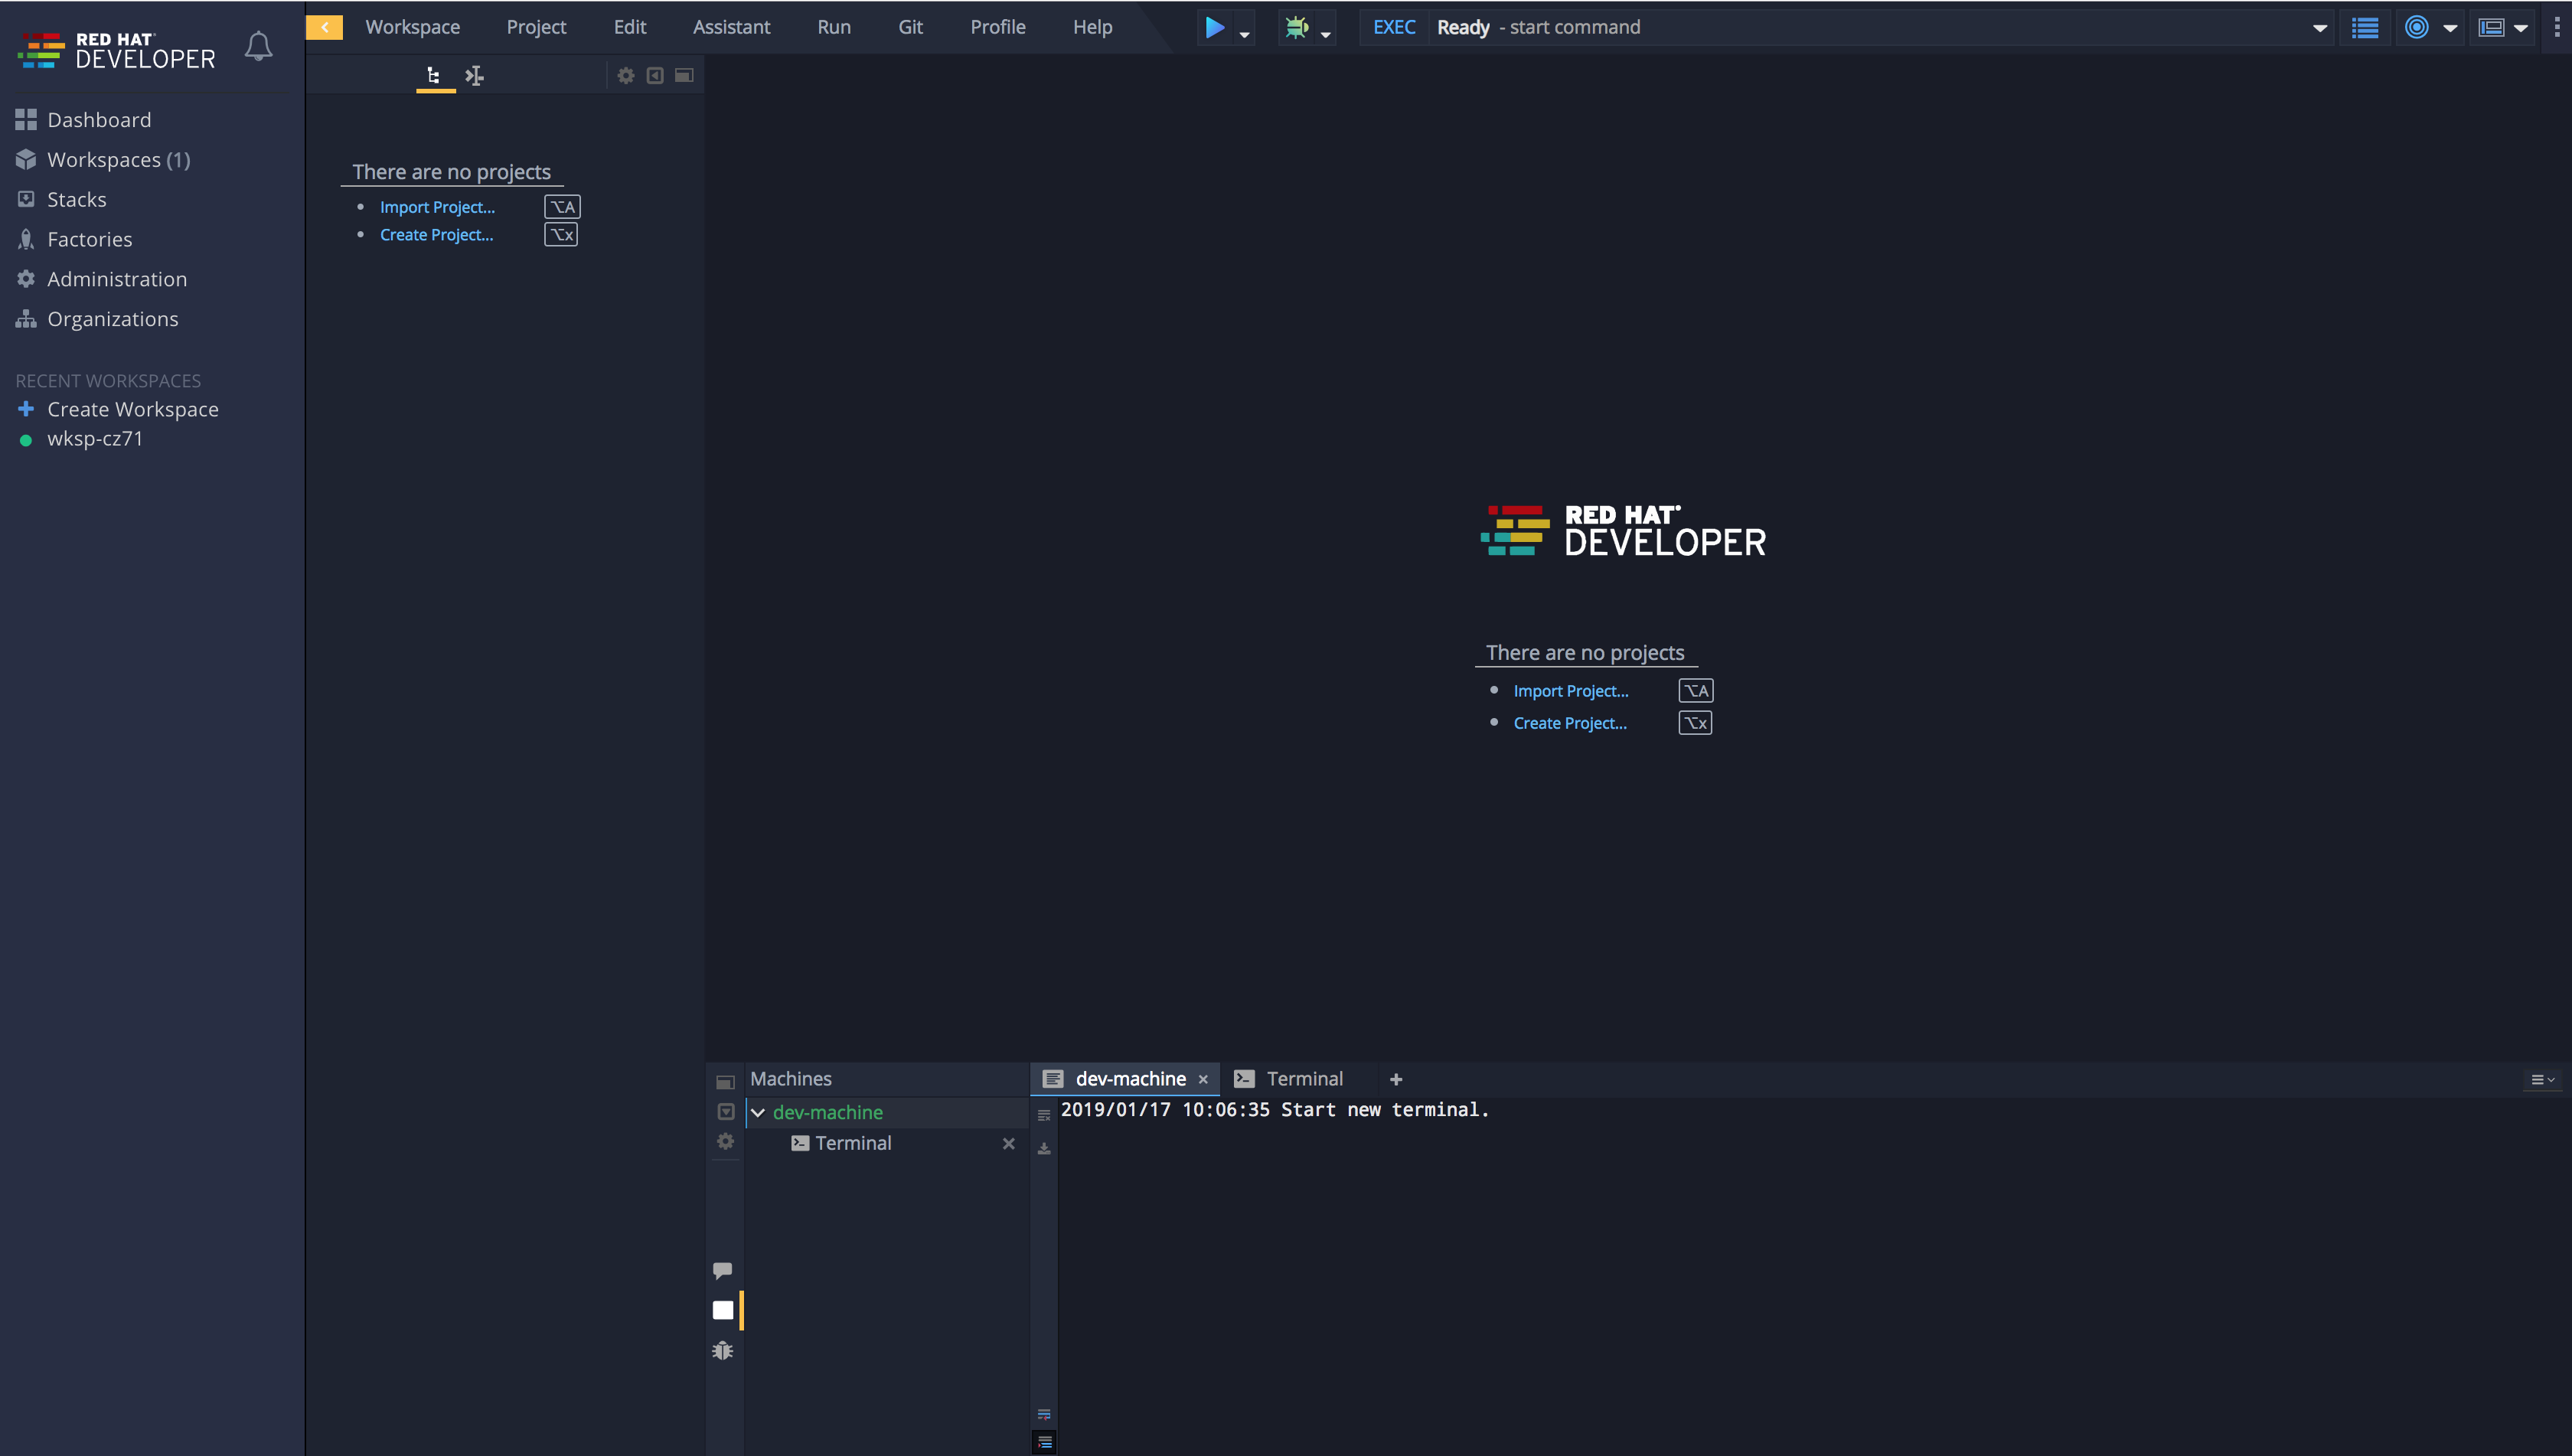 RED HAT®
DEVELOPER
Dashboard
Workspaces (1)
Stacks
Factories
Administration
Organizations
RECENT WORKSPACES
Create Workspace
wksp-cz71
Workspace Project Edit Assistant Run Git Profile Help
EXEC Ready - start command
There are no projects
Import Project... ⌥A
Create Project... ⌥x
RED HAT®
DEVELOPER
There are no projects
Import Project... ⌥A
Create Project... ⌥x
Machines
dev-machine
Terminal
dev-machine × Terminal +
2019/01/17 10:06:35 Start new terminal.